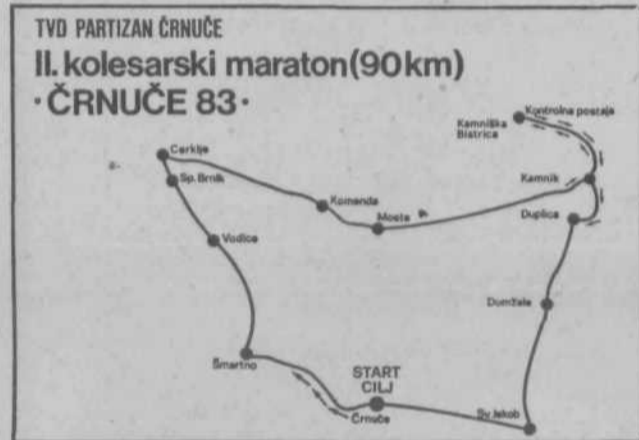 TVD PARTIZAN ČRNUČE
II. kolesarski maraton (90 km)
· ČRNUČE 83 ·
Kontrolna postaja
Kamniška
Bistrica
Cerklje
Sp. Brnik
Kamnik
Komenda
Duplica
Moste
Vodice
Domžale
Šmartno
START
CILJ
Črnuče
Sv. Jakob